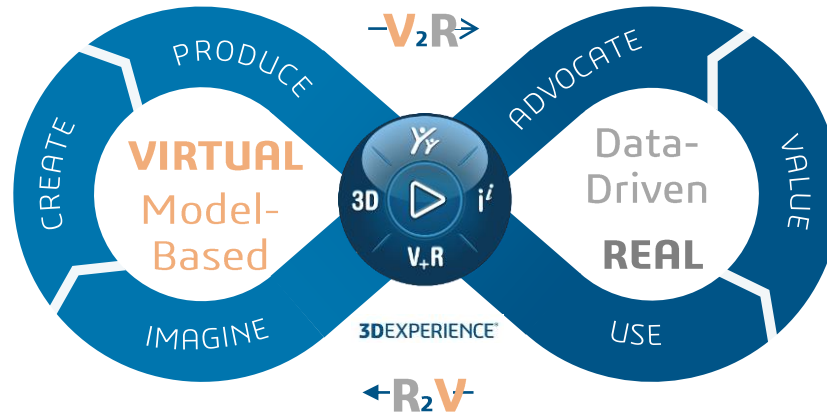 V2R
PRODUCE
ADVOCATE
CREATE
VIRTUAL
Model-
Based
3D
V+R
Data-
Driven
REAL
VALUE
IMAGINE
USE
3DEXPERIENCE®
R2V